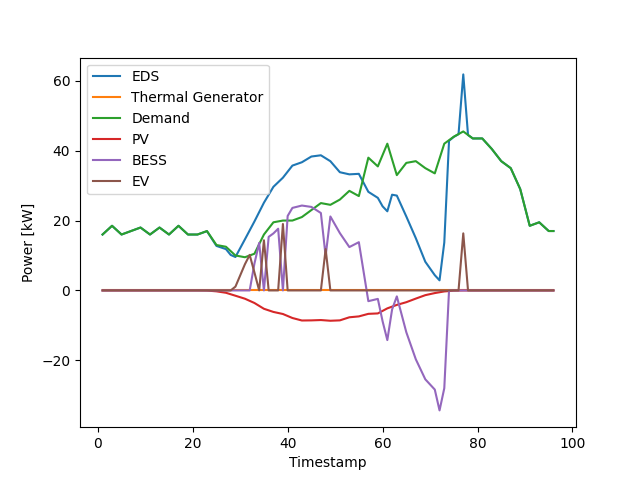 EDS
Thermal Generator
Demand
PV
BESS
EV
Power [kW]
60
40
20
0
−20
0 20 40 60 80 100
Timestamp